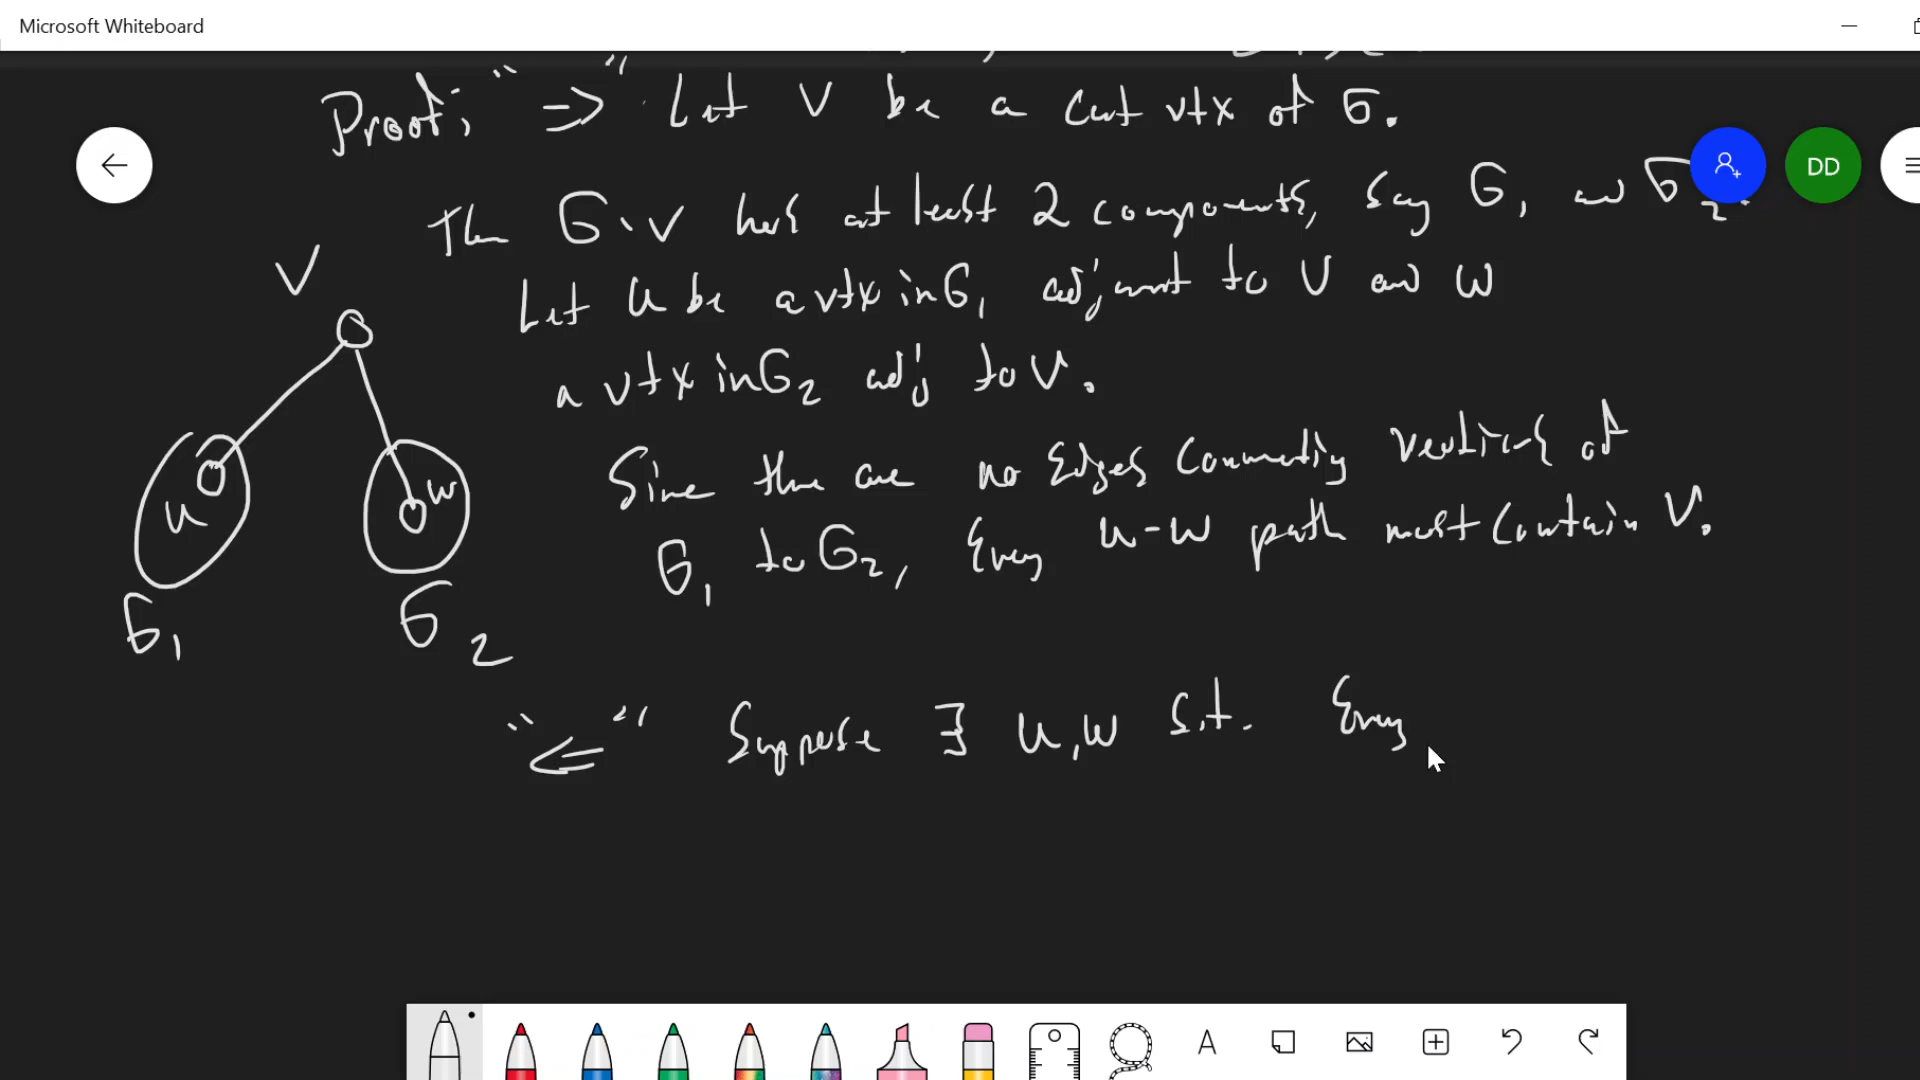 Microsoft Whiteboard
Proof: "=>" Let V be a cut vtx of G.
DD
Then G\V has at least 2 components, say G1 and G2.
Let u be a vtx in G1 adjacent to V and w
a vtx in G2 adj to V.
Since there are no Edges connecting vertices of
G1 to G2, Every u-w path must contain V.
V
u
w
G1
G2
"<=" Suppose ∃ u,w s.t. Every
A